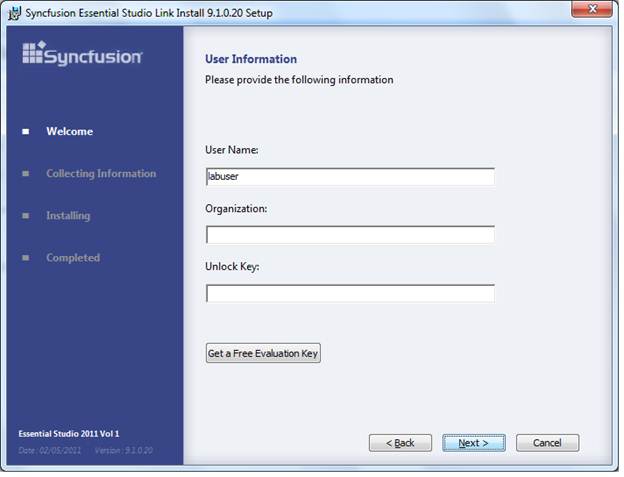 Syncfusion Essential Studio Link Install 9.1.0.20 Setup
Syncfusion
User Information
Please provide the following information
Welcome
User Name:
Collecting Information
labuser
Organization:
Installing
Completed
Unlock Key:
Get a Free Evaluation Key
Essential Studio 2011 Vol 1
< Back Next > Cancel
Date : 02/05/2011 Version : 9.1.0.20